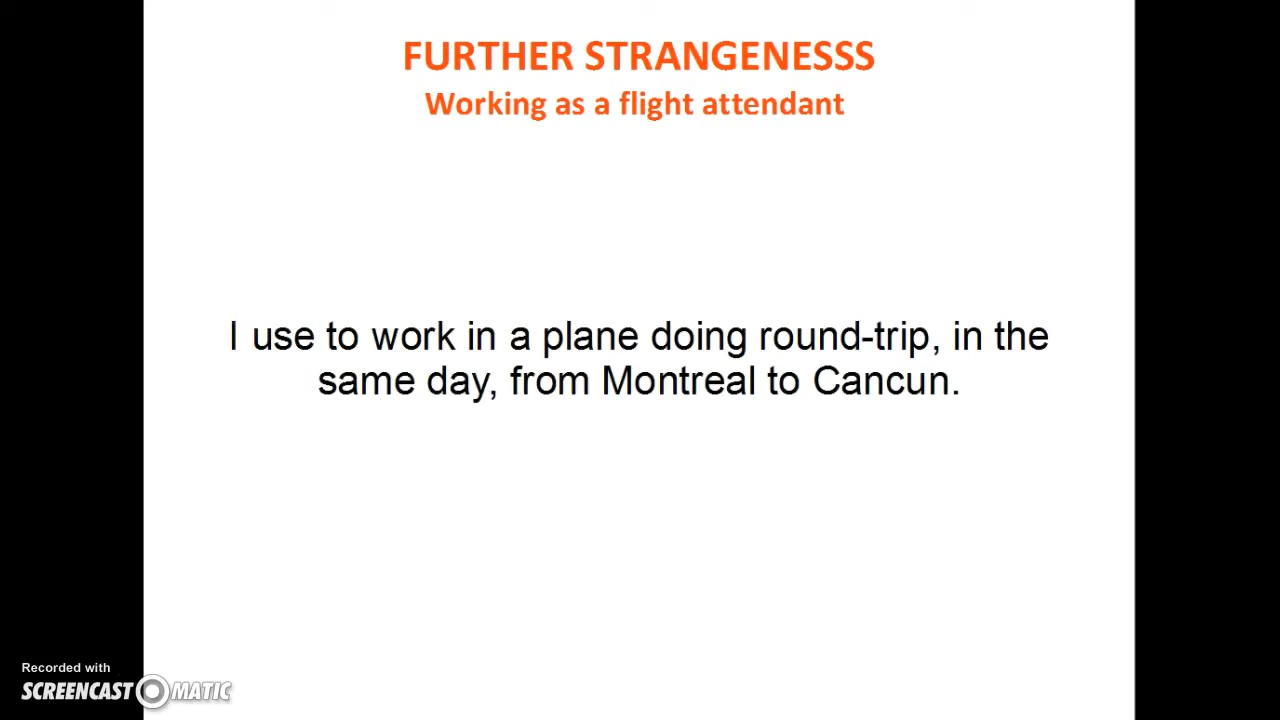 FURTHER STRANGENESSS
Working as a flight attendant
I use to work in a plane doing round-trip, in the
same day, from Montreal to Cancun.
Recorded with
SCREENCAST MATIC